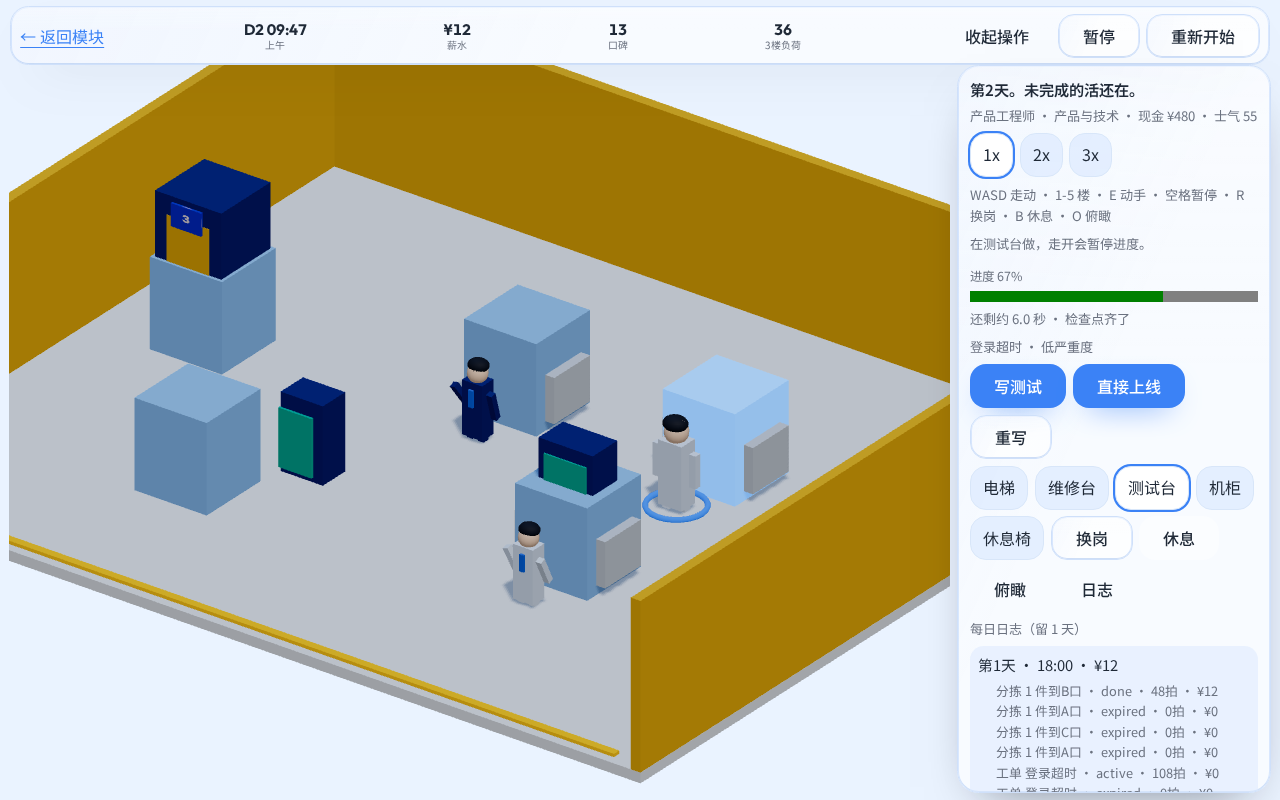 ← 返回模块
D2 09:47
上午
¥12
薪水
13
口碑
36
3楼负荷
收起操作
暂停
重新开始
3
第2天。未完成的活还在。
产品工程师 · 产品与技术 · 现金 ¥480 · 士气 55
1x 2x 3x
WASD 走动 · 1-5 楼 · E 动手 · 空格暂停 · R
换岗 · B 休息 · O 俯瞰
在测试台做，走开会暂停进度。
进度 67%
还剩约 6.0 秒 · 检查点齐了
登录超时 · 低严重度
写测试 直接上线
重写
电梯 维修台 测试台 机柜
休息椅 换岗 休息
俯瞰 日志
每日日志（留 1 天）
第1天 · 18:00 · ¥12
分拣 1 件到B口 · done · 48拍 · ¥12
分拣 1 件到A口 · expired · 0拍 · ¥0
分拣 1 件到C口 · expired · 0拍 · ¥0
分拣 1 件到A口 · expired · 0拍 · ¥0
工单 登录超时 · active · 108拍 · ¥0